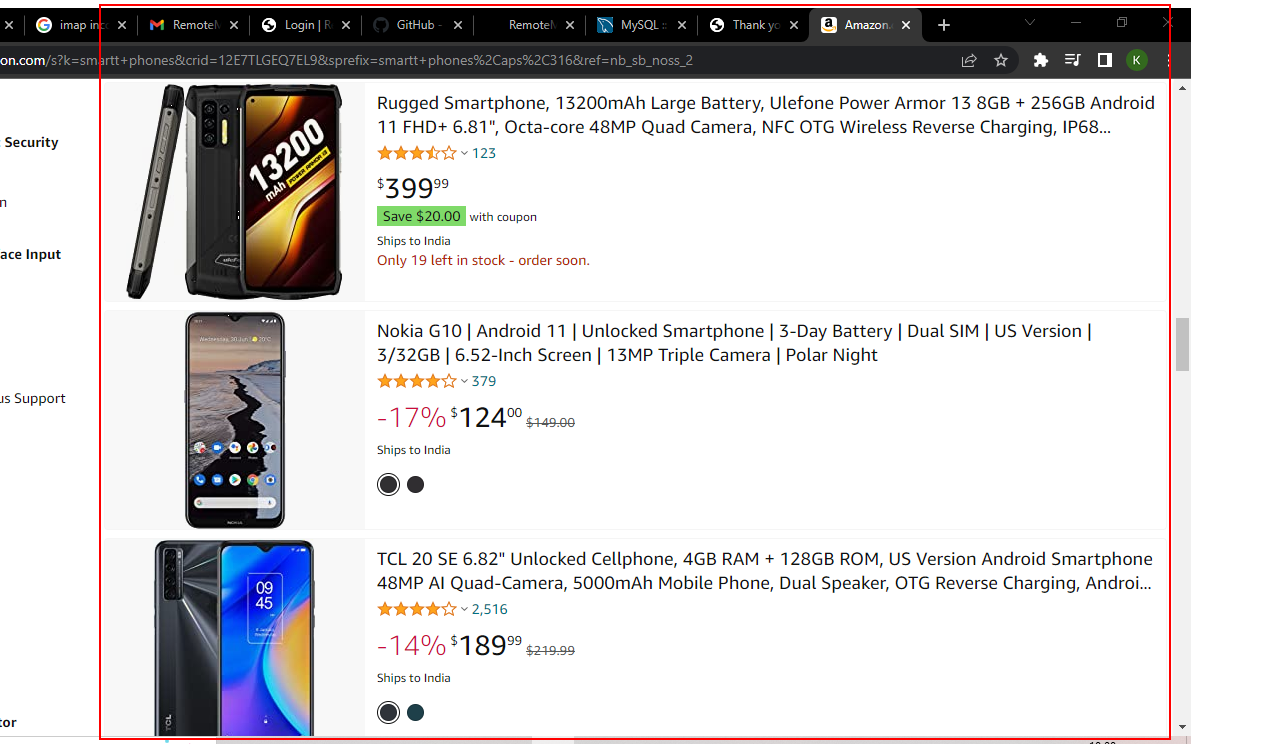 imap inc
RemoteM
Login | R
GitHub -
RemoteM
MySQL ::
Thank yo
Amazon.
on.com/s?k=smartt+phones&crid=12E7TLGEQ7EL9&sprefix=smartt+phones%2Caps%2C316&ref=nb_sb_noss_2
K
Security
n
ace Input
us Support
tor
13200
mAh
POWER ARMOR 13
Rugged Smartphone, 13200mAh Large Battery, Ulefone Power Armor 13 8GB + 256GB Android
11 FHD+ 6.81", Octa-core 48MP Quad Camera, NFC OTG Wireless Reverse Charging, IP68...
123
$399.99
Save $20.00 with coupon
Ships to India
Only 19 left in stock - order soon.
NOKIA
Nokia G10 | Android 11 | Unlocked Smartphone | 3-Day Battery | Dual SIM | US Version |
3/32GB | 6.52-Inch Screen | 13MP Triple Camera | Polar Night
379
-17% $124.00 $149.00
Ships to India
09
45
TCL
TCL 20 SE 6.82" Unlocked Cellphone, 4GB RAM + 128GB ROM, US Version Android Smartphone
48MP AI Quad-Camera, 5000mAh Mobile Phone, Dual Speaker, OTG Reverse Charging, Androi...
2,516
-14% $189.99 $219.99
Ships to India